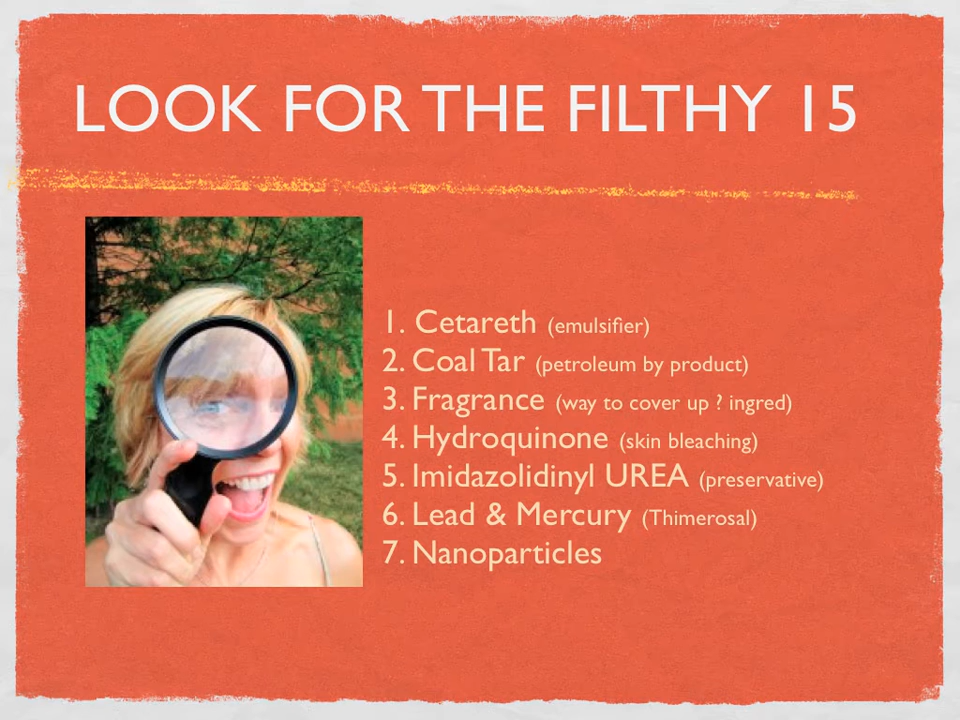 LOOK FOR THE FILTHY 15
1. Cetareth (emulsifier)
2. Coal Tar (petroleum by product)
3. Fragrance (way to cover up ? ingred)
4. Hydroquinone (skin bleaching)
5. Imidazolidinyl UREA (preservative)
6. Lead & Mercury (Thimerosal)
7. Nanoparticles